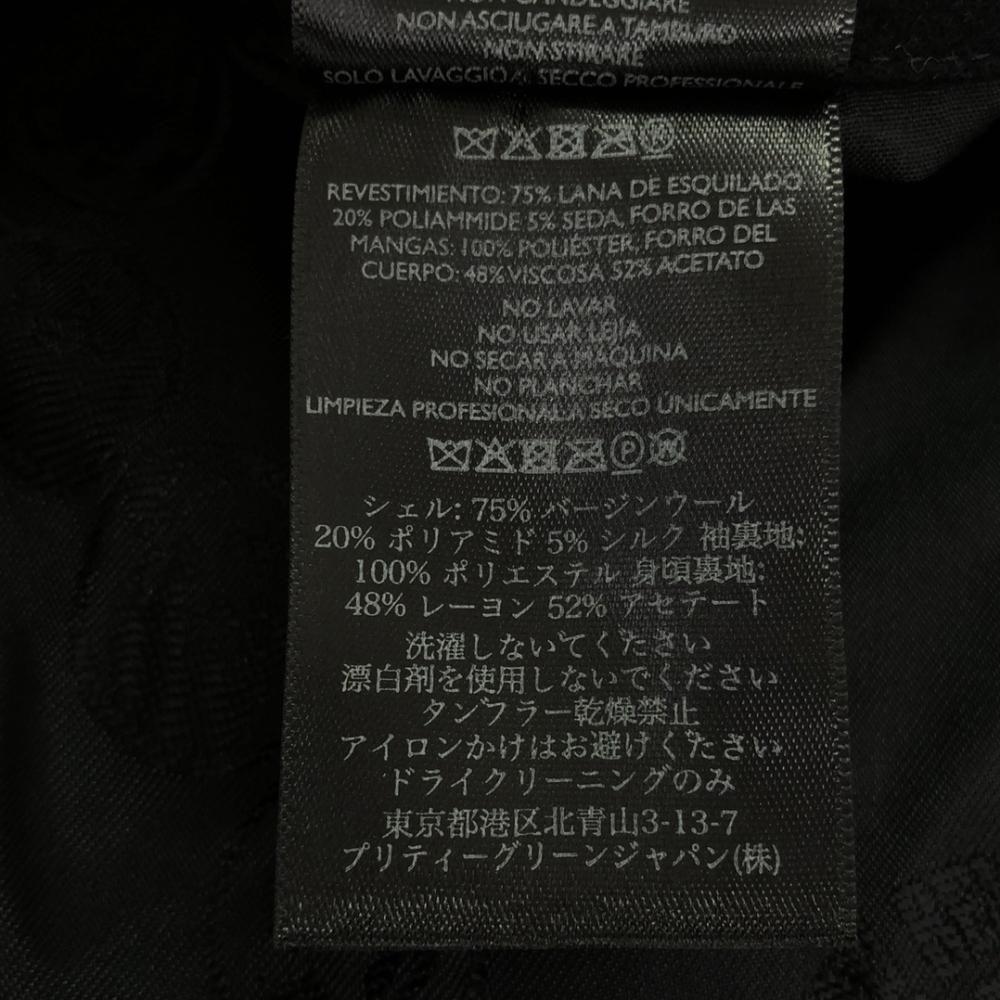 NON CANDEGGIARE
NON ASCIUGARE A TAMBURO
NON STIRARE
SOLO LAVAGGIO A SECCO PROFESSIONALE
REVESTIMIENTO: 75% LANA DE ESQUILADO
20% POLIAMMIDE 5% SEDA, FORRO DE LAS
MANGAS: 100% POLIÉSTER, FORRO DEL
CUERPO: 48% VISCOSA 52% ACETATO
NO LAVAR
NO USAR LEJÍA
NO SECAR A MÁQUINA
NO PLANCHAR
LIMPIEZA PROFESIONAL A SECO ÚNICAMENTE
シェル: 75% バージンウール
20% ポリアミド 5% シルク 袖裏地:
100% ポリエステル 身頃裏地:
48% レーヨン 52% アセテート
洗濯しないてください
漂白剤を使用しないでください
タンフラー乾燥禁止
アイロンかけはお避けください
ドライクリーニングのみ
東京都港区北青山3-13-7
プリティーグリーンジャパン(株)